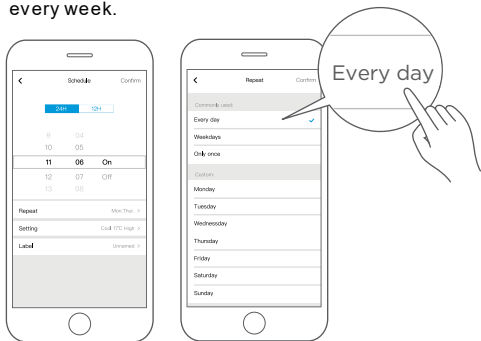 every week.
< Schedule Confirm
24H 12H
9 04
10 05
11 06 On
12 07 Off
13 08
Repeat Mon.Thur. >
Setting Cool 17°C High >
Label Unnamed >
< Repeat Confirm
Commonly used:
Every day ✓
Weekdays
Only once
Custom:
Monday
Tuesday
Wednessday
Thursday
Friday
Saturday
Sunday
Every day